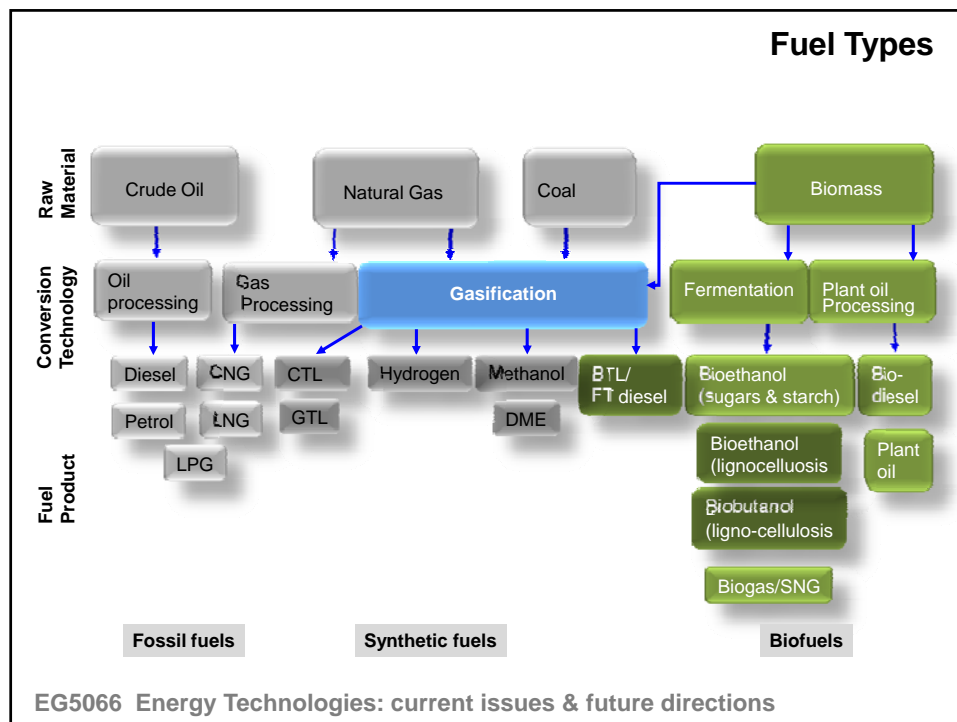 Fuel Types
Raw
Material
Crude Oil
Natural Gas
Coal
Biomass
Conversion
Technology
Oil
processing
Gas
Processing
Gasification
Fermentation
Plant oil
Processing
Fuel
Product
Diesel
CNG
CTL
Hydrogen
Methanol
BTL/
FT diesel
Bioethanol
(sugars & starch)
Bio-
diesel
Petrol
LNG
GTL
DME
LPG
Bioethanol
(lignocelluosis
Plant
oil
Biobutanol
(ligno-cellulosis
Biogas/SNG
Fossil fuels
Synthetic fuels
Biofuels
EG5066 Energy Technologies: current issues & future directions